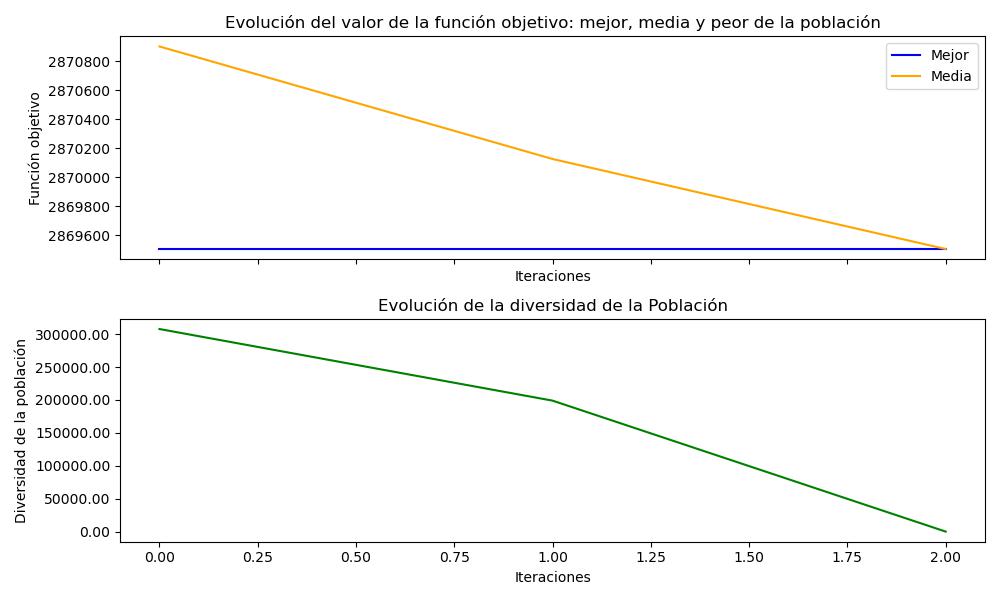 Evolución del valor de la función objetivo: mejor, media y peor de la población
2870800
2870600
2870400
2870200
2870000
2869800
2869600
Función objetivo
Mejor
Media
Iteraciones
Evolución de la diversidad de la Población
300000.00
250000.00
200000.00
150000.00
100000.00
50000.00
0.00
Diversidad de la población
0.00 0.25 0.50 0.75 1.00 1.25 1.50 1.75 2.00
Iteraciones